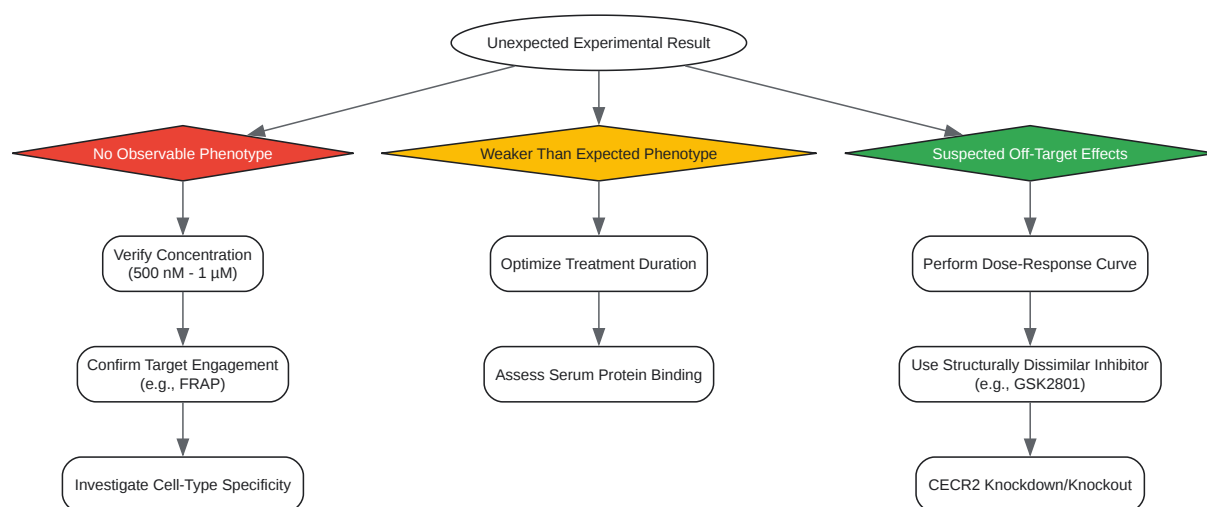 Unexpected Experimental Result
No Observable Phenotype
Weaker Than Expected Phenotype
Suspected Off-Target Effects
Verify Concentration
(500 nM - 1 µM)
Optimize Treatment Duration
Perform Dose-Response Curve
Confirm Target Engagement
(e.g., FRAP)
Assess Serum Protein Binding
Use Structurally Dissimilar Inhibitor
(e.g., GSK2801)
Investigate Cell-Type Specificity
CECR2 Knockdown/Knockout